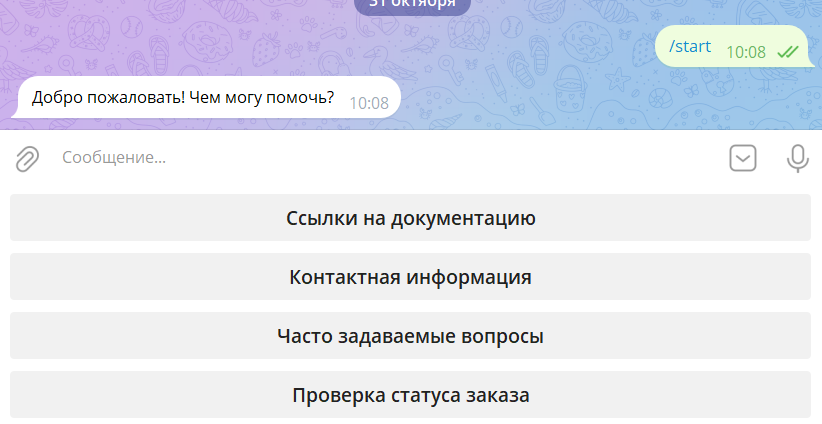 31 октября
/start 10:08
Добро пожаловать! Чем могу помочь? 10:08
Сообщение...
Ссылки на документацию
Контактная информация
Часто задаваемые вопросы
Проверка статуса заказа